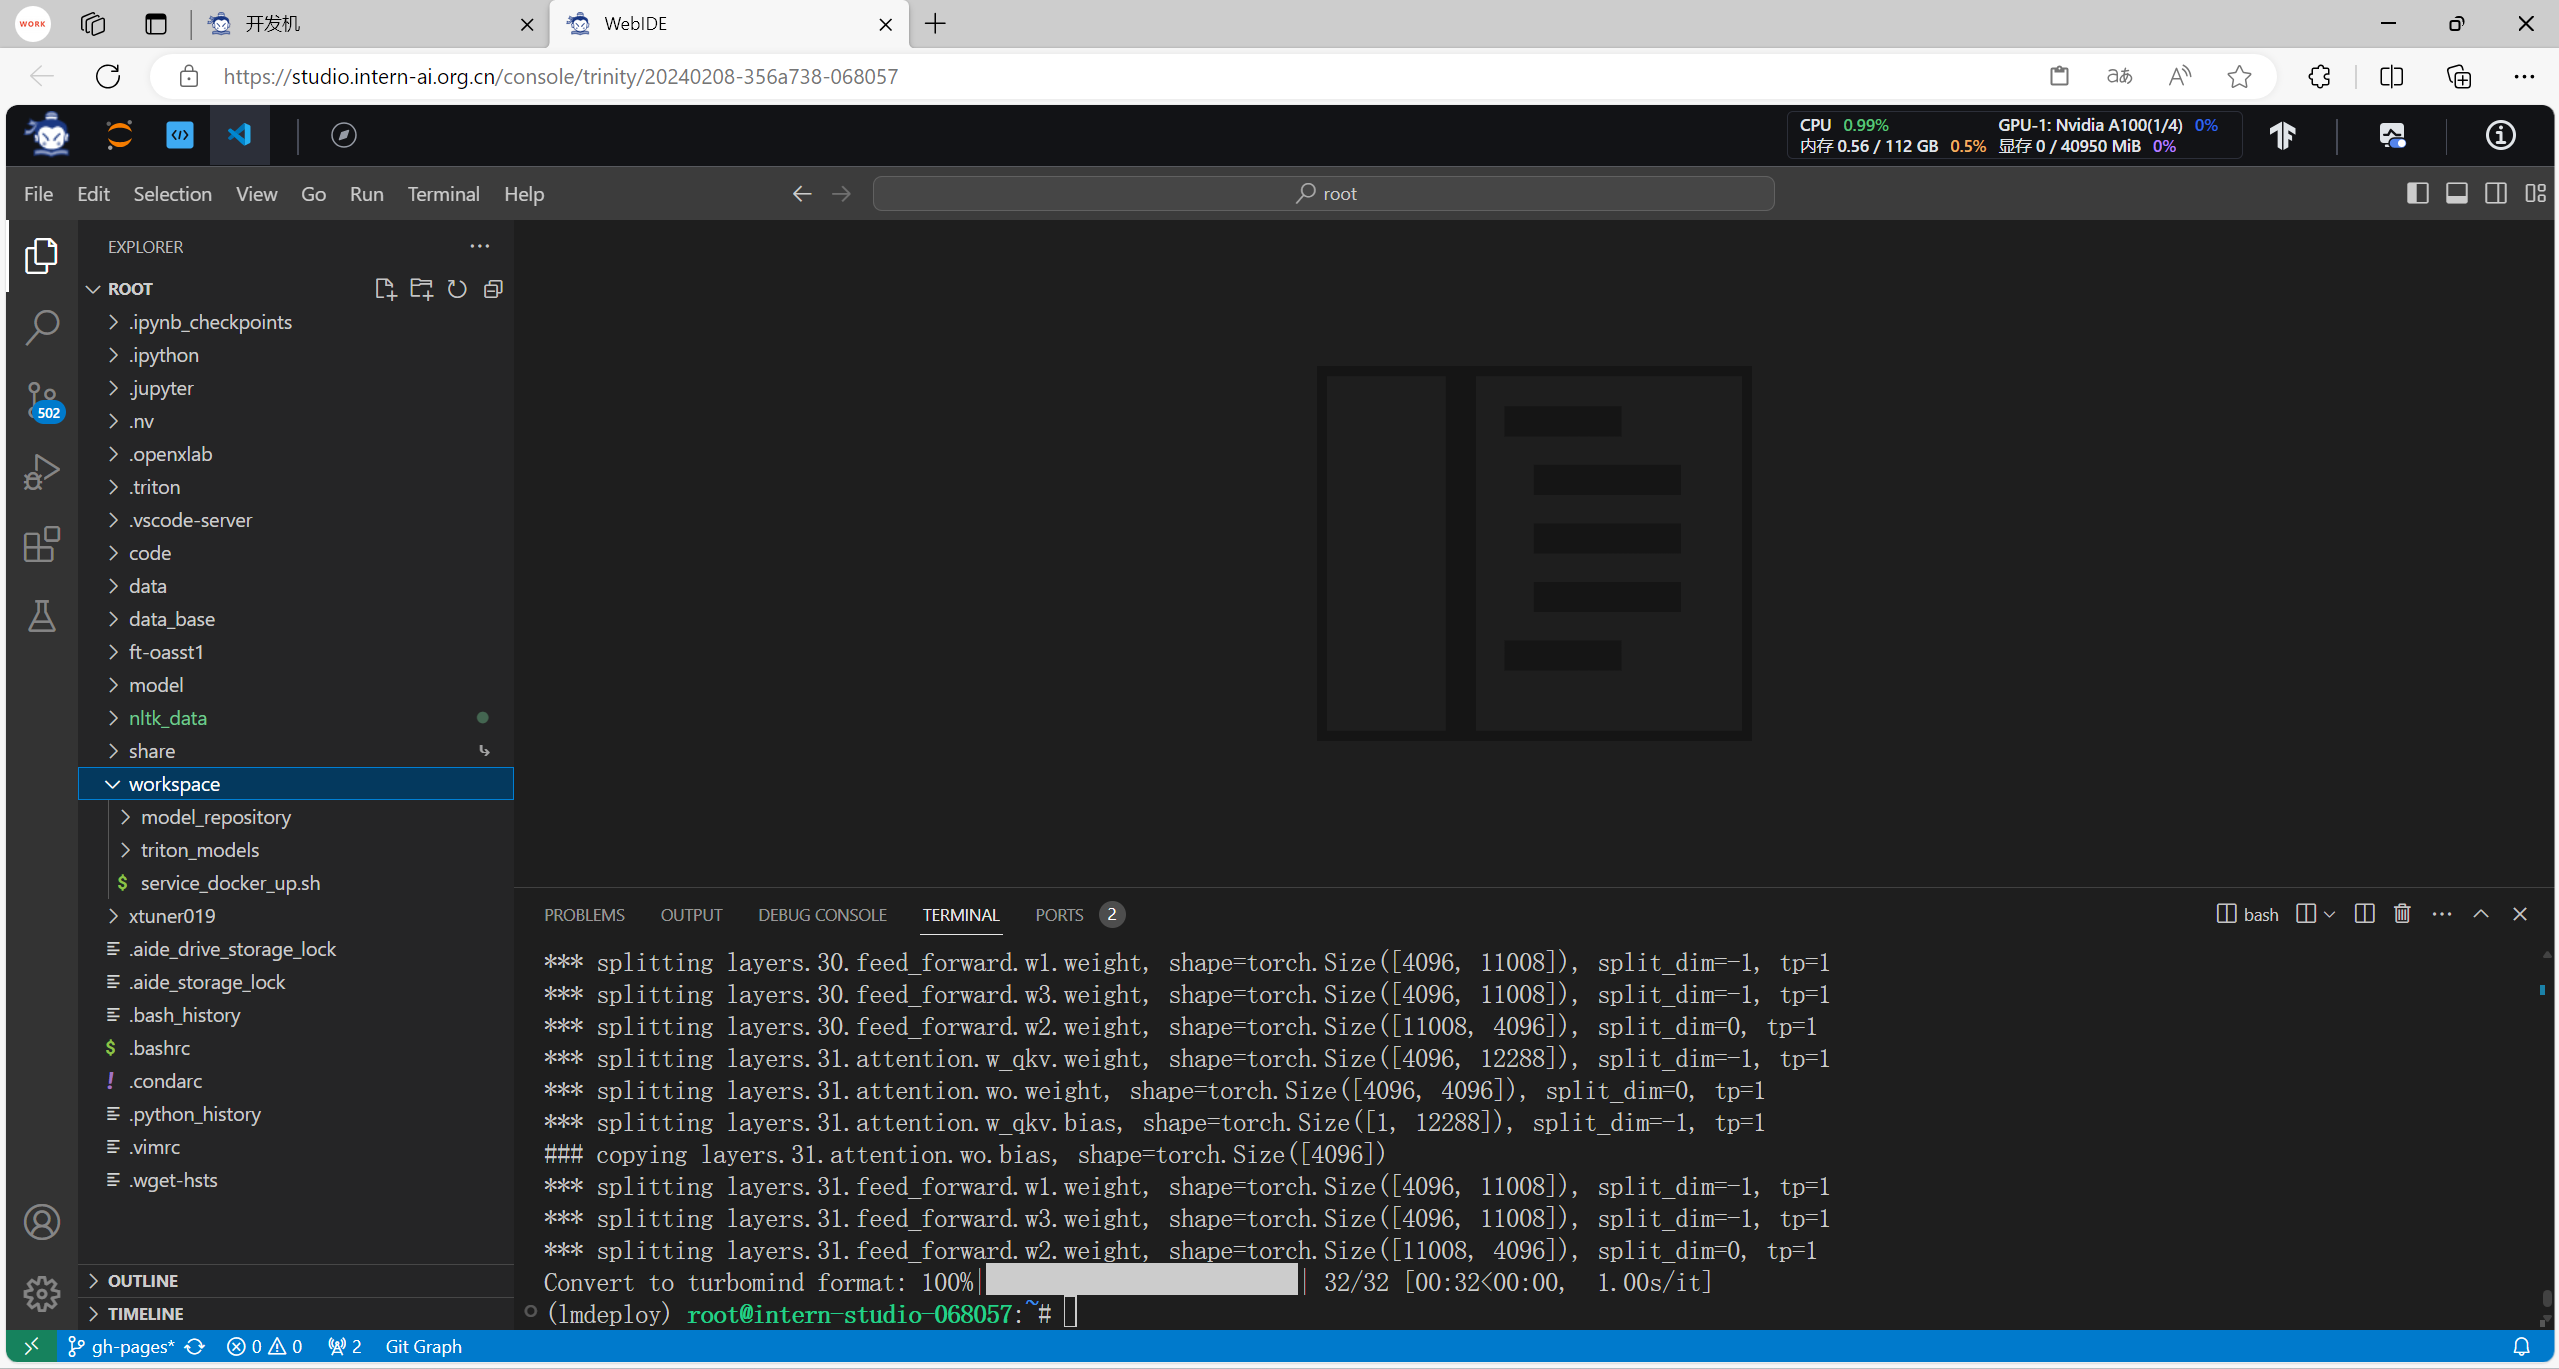 WORK
开发机
WebIDE
https://studio.intern-ai.org.cn/console/trinity/20240208-356a738-068057
aあ
CPU 0.99% GPU-1: Nvidia A100(1/4) 0%
内存 0.56 / 112 GB 0.5% 显存 0 / 40950 MiB 0%
File Edit Selection View Go Run Terminal Help
root
EXPLORER
ROOT
.ipynb_checkpoints
.ipython
.jupyter
.nv
.openxlab
.triton
.vscode-server
code
data
data_base
ft-oasst1
model
nltk_data
share
workspace
model_repository
triton_models
$ service_docker_up.sh
xtuner019
.aide_drive_storage_lock
.aide_storage_lock
.bash_history
$ .bashrc
! .condarc
.python_history
.vimrc
.wget-hsts
OUTLINE
TIMELINE
502
PROBLEMS OUTPUT DEBUG CONSOLE TERMINAL PORTS 2
bash
*** splitting layers.30.feed_forward.w1.weight, shape=torch.Size([4096, 11008]), split_dim=-1, tp=1
*** splitting layers.30.feed_forward.w3.weight, shape=torch.Size([4096, 11008]), split_dim=-1, tp=1
*** splitting layers.30.feed_forward.w2.weight, shape=torch.Size([11008, 4096]), split_dim=0, tp=1
*** splitting layers.31.attention.w_qkv.weight, shape=torch.Size([4096, 12288]), split_dim=-1, tp=1
*** splitting layers.31.attention.wo.weight, shape=torch.Size([4096, 4096]), split_dim=0, tp=1
*** splitting layers.31.attention.w_qkv.bias, shape=torch.Size([1, 12288]), split_dim=-1, tp=1
### copying layers.31.attention.wo.bias, shape=torch.Size([4096])
*** splitting layers.31.feed_forward.w1.weight, shape=torch.Size([4096, 11008]), split_dim=-1, tp=1
*** splitting layers.31.feed_forward.w3.weight, shape=torch.Size([4096, 11008]), split_dim=-1, tp=1
*** splitting layers.31.feed_forward.w2.weight, shape=torch.Size([11008, 4096]), split_dim=0, tp=1
Convert to turbomind format: 100%|██████████| 32/32 [00:32<00:00, 1.00s/it]
(lmdeploy) root@intern-studio-068057:~#
gh-pages* 0 0 2 Git Graph